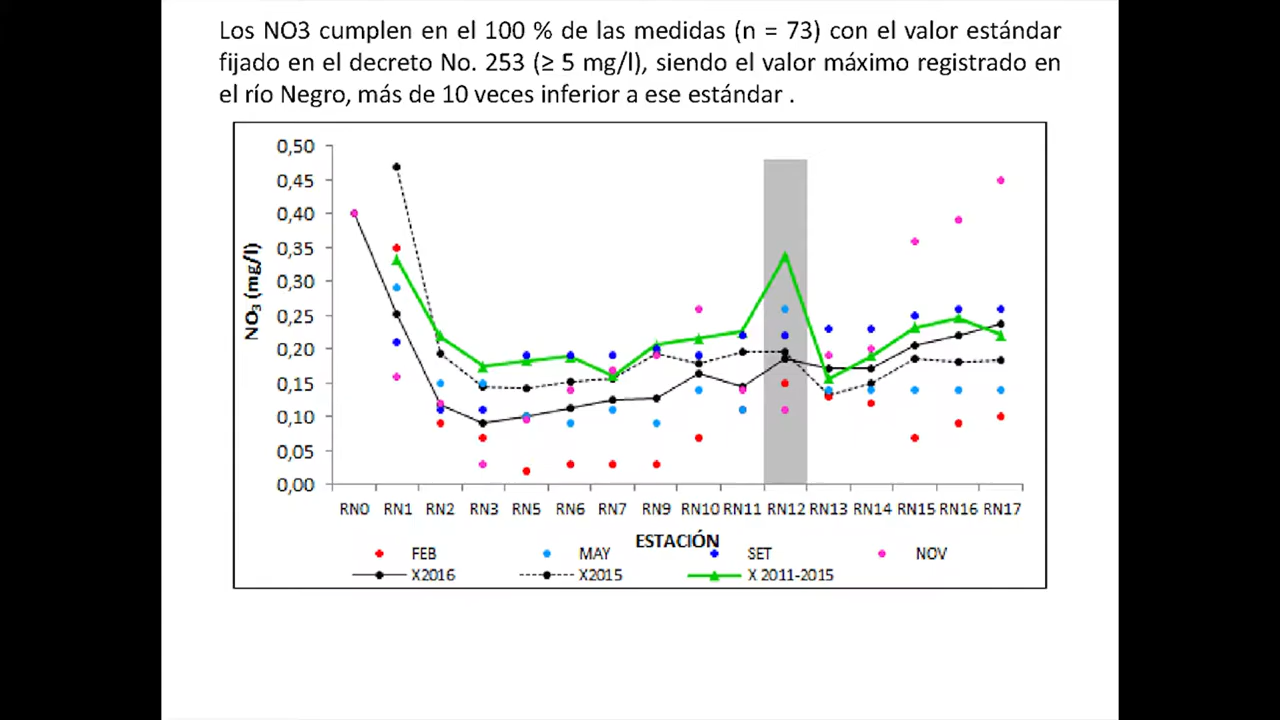 Los NO3 cumplen en el 100 % de las medidas (n = 73) con el valor estándar
fijado en el decreto No. 253 (≥ 5 mg/l), siendo el valor máximo registrado en
el río Negro, más de 10 veces inferior a ese estándar .
0,50
0,45
0,40
0,35
0,30
0,25
0,20
0,15
0,10
0,05
0,00
NO₃ (mg/l)
RN0 RN1 RN2 RN3 RN5 RN6 RN7 RN9 RN10 RN11 RN12 RN13 RN14 RN15 RN16 RN17
ESTACIÓN
FEB MAY SET NOV
X2016 X2015 X 2011-2015